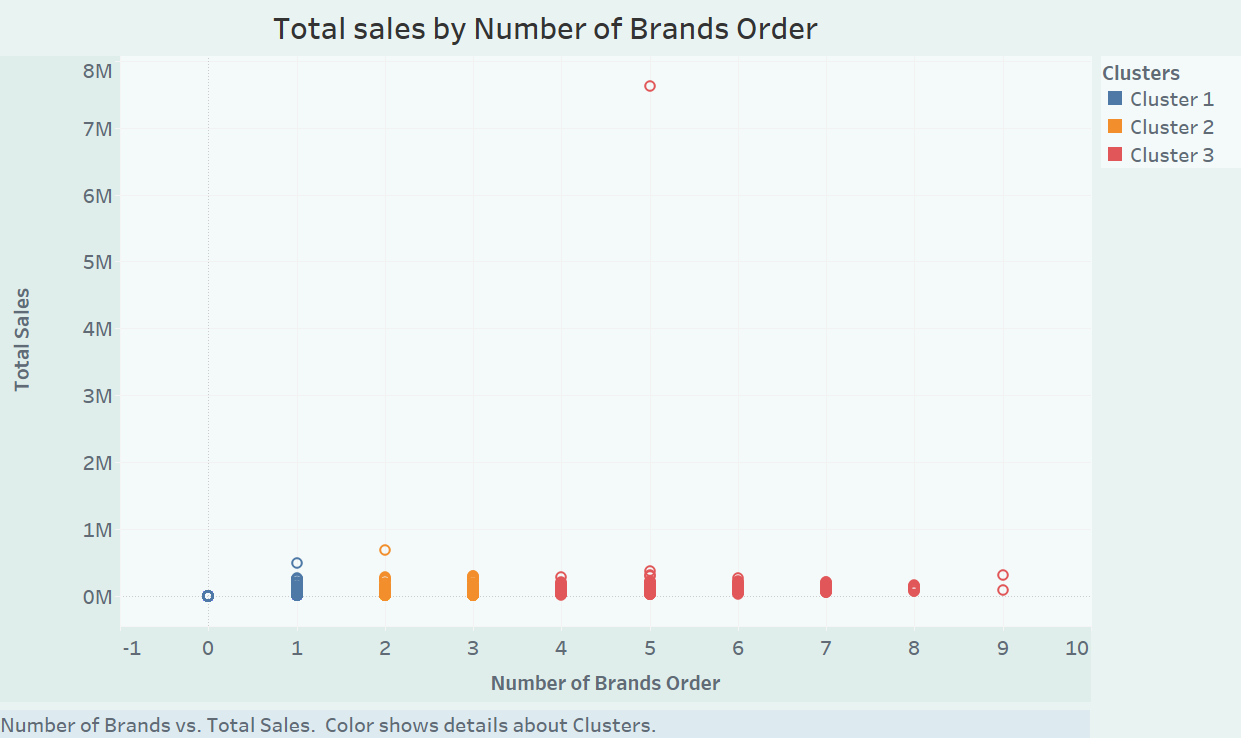 Total sales by Number of Brands Order
8M
7M
6M
5M
4M
3M
2M
1M
0M
Total Sales
-1 0 1 2 3 4 5 6 7 8 9 10
Number of Brands Order
Clusters
Cluster 1
Cluster 2
Cluster 3
Number of Brands vs. Total Sales. Color shows details about Clusters.